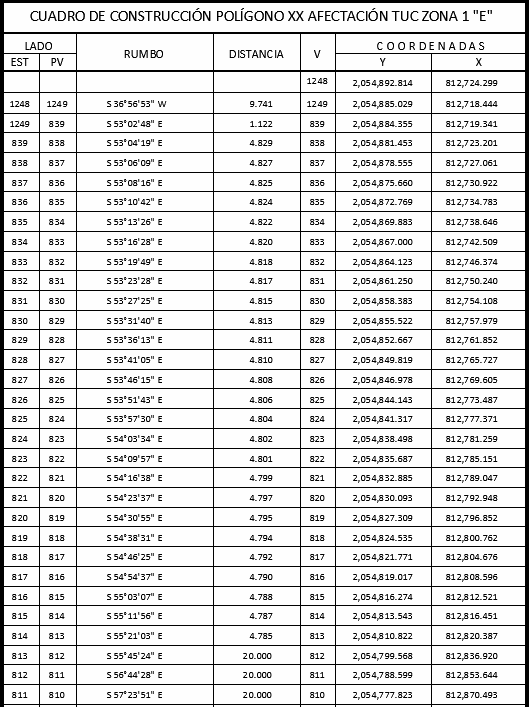 CUADRO DE CONSTRUCCIÓN POLÍGONO XX AFECTACIÓN TUC ZONA 1 "E"
LADO RUMBO DISTANCIA V COORDENADAS
EST PV Y X
1248 2,054,892.814 812,724.299
1248 1249 S 36°56'53" W 9.741 1249 2,054,885.029 812,718.444
1249 839 S 53°02'48" E 1.122 839 2,054,884.355 812,719.341
839 838 S 53°04'19" E 4.829 838 2,054,881.453 812,723.201
838 837 S 53°06'09" E 4.827 837 2,054,878.555 812,727.061
837 836 S 53°08'16" E 4.825 836 2,054,875.660 812,730.922
836 835 S 53°10'42" E 4.824 835 2,054,872.769 812,734.783
835 834 S 53°13'26" E 4.822 834 2,054,869.883 812,738.646
834 833 S 53°16'28" E 4.820 833 2,054,867.000 812,742.509
833 832 S 53°19'49" E 4.818 832 2,054,864.123 812,746.374
832 831 S 53°23'28" E 4.817 831 2,054,861.250 812,750.240
831 830 S 53°27'25" E 4.815 830 2,054,858.383 812,754.108
830 829 S 53°31'40" E 4.813 829 2,054,855.522 812,757.979
829 828 S 53°36'13" E 4.811 828 2,054,852.667 812,761.852
828 827 S 53°41'05" E 4.810 827 2,054,849.819 812,765.727
827 826 S 53°46'15" E 4.808 826 2,054,846.978 812,769.605
826 825 S 53°51'43" E 4.806 825 2,054,844.143 812,773.487
825 824 S 53°57'30" E 4.804 824 2,054,841.317 812,777.371
824 823 S 54°03'34" E 4.802 823 2,054,838.498 812,781.259
823 822 S 54°09'57" E 4.801 822 2,054,835.687 812,785.151
822 821 S 54°16'38" E 4.799 821 2,054,832.885 812,789.047
821 820 S 54°23'37" E 4.797 820 2,054,830.093 812,792.948
820 819 S 54°30'55" E 4.795 819 2,054,827.309 812,796.852
819 818 S 54°38'31" E 4.794 818 2,054,824.535 812,800.762
818 817 S 54°46'25" E 4.792 817 2,054,821.771 812,804.676
817 816 S 54°54'37" E 4.790 816 2,054,819.017 812,808.596
816 815 S 55°03'07" E 4.788 815 2,054,816.274 812,812.521
815 814 S 55°11'56" E 4.787 814 2,054,813.543 812,816.451
814 813 S 55°21'03" E 4.785 813 2,054,810.822 812,820.387
813 812 S 55°45'24" E 20.000 812 2,054,799.568 812,836.920
812 811 S 56°44'28" E 20.000 811 2,054,788.599 812,853.644
811 810 S 57°23'51" E 20.000 810 2,054,777.823 812,870.493